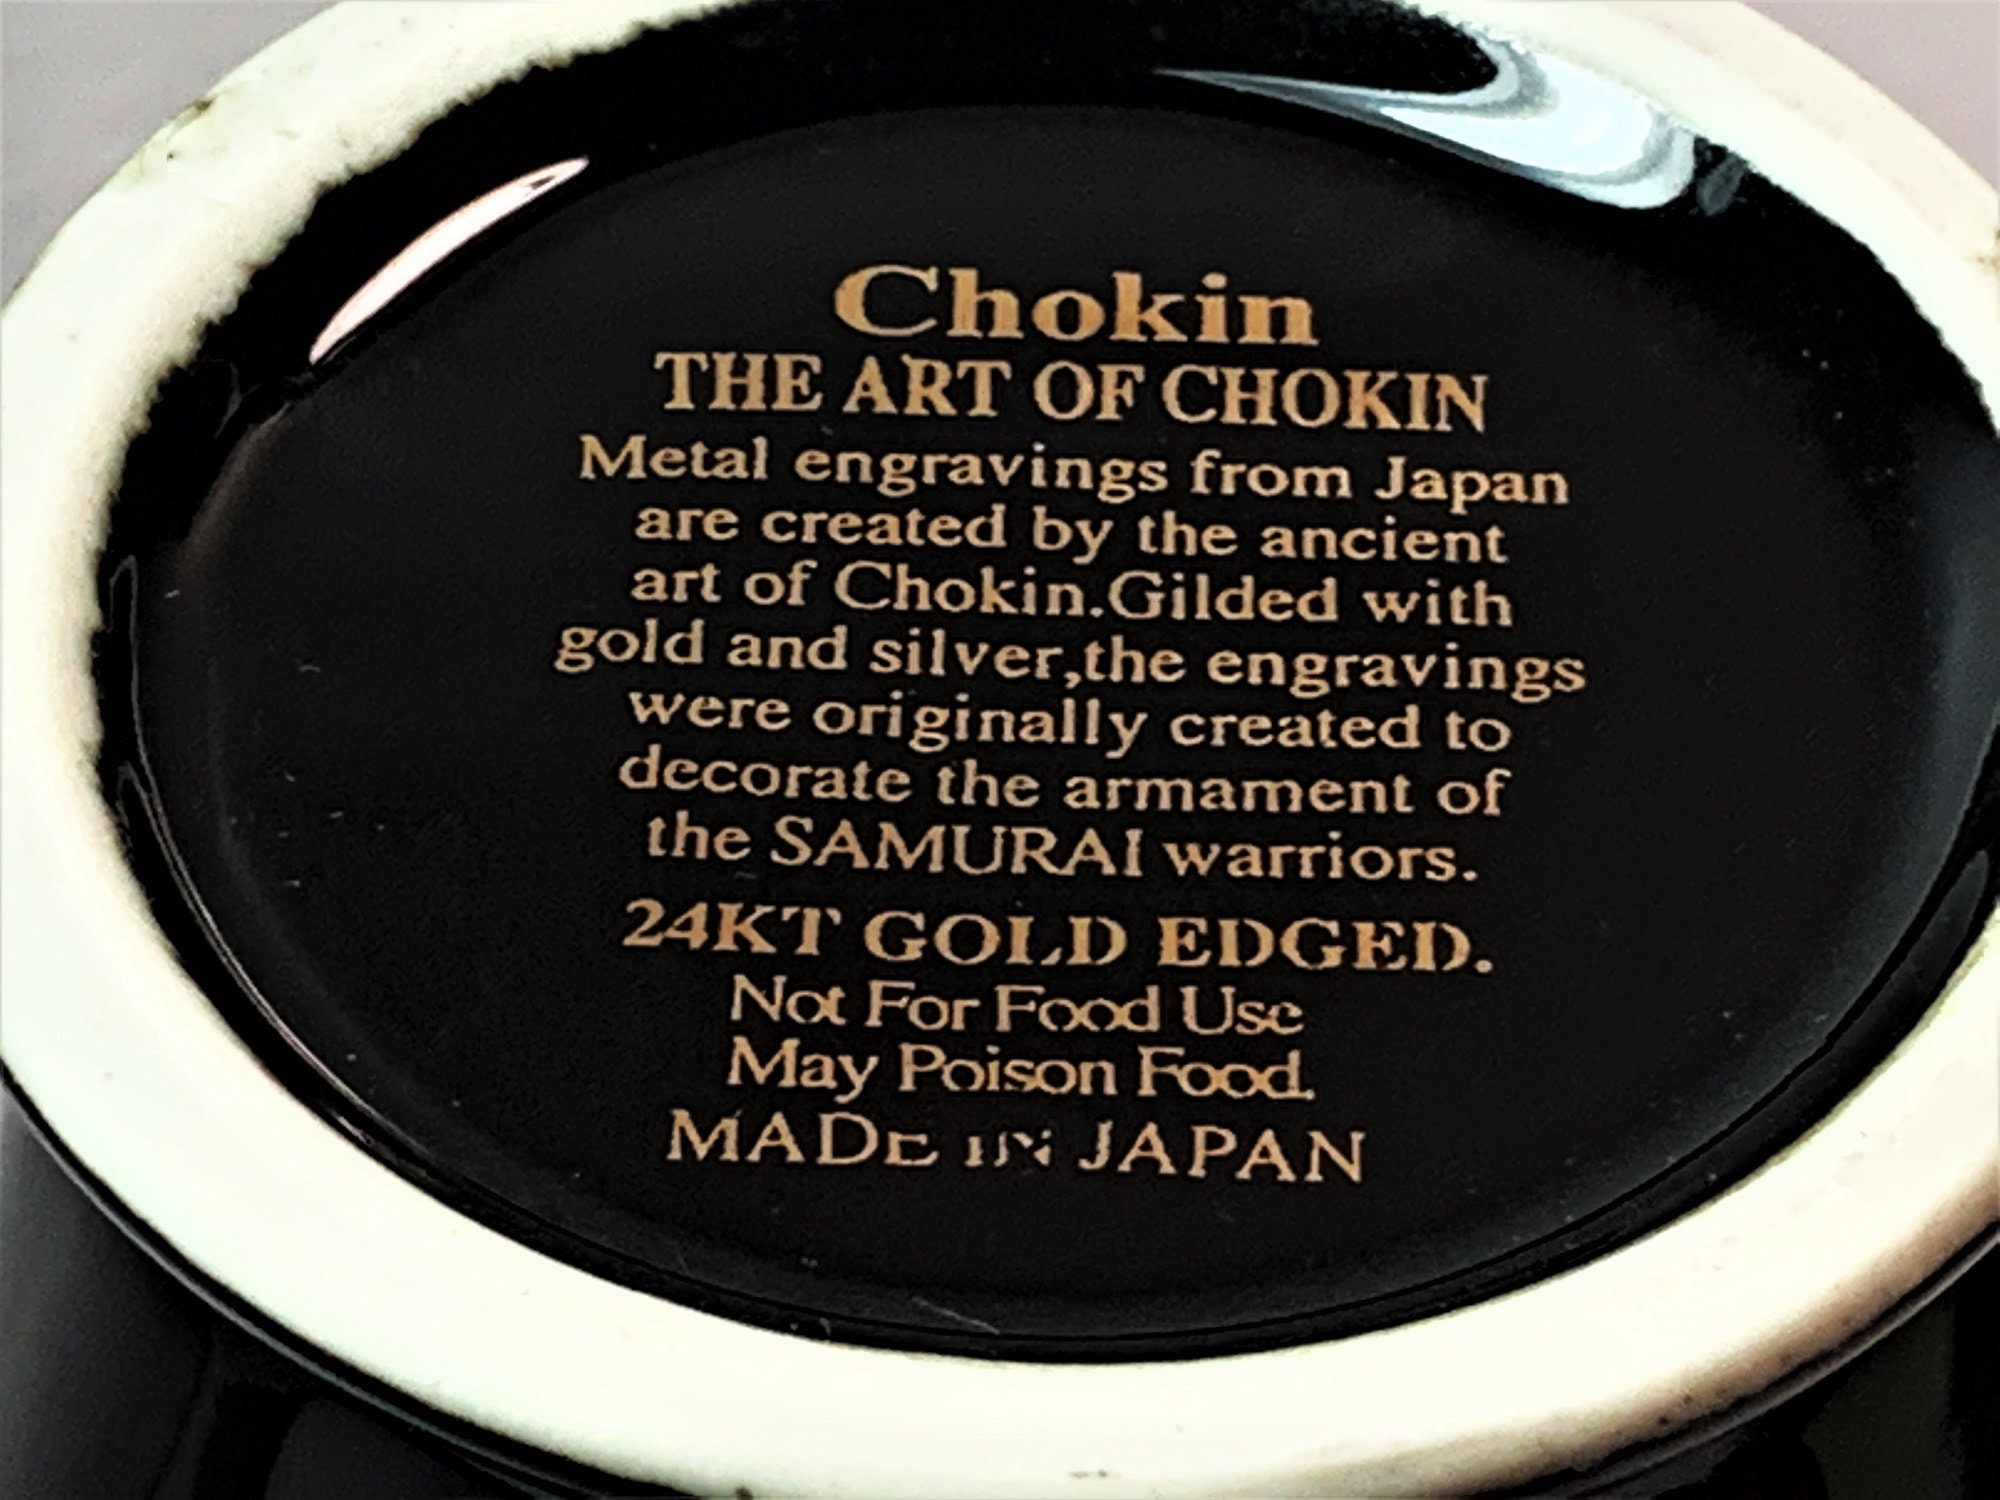 Chokin
THE ART OF CHOKIN
Metal engravings from Japan
are created by the ancient
art of Chokin.Gilded with
gold and silver,the engravings
were originally created to
decorate the armament of
the SAMURAI warriors.
24KT GOLD EDGED.
Not For Food Use
May Poison Food.
MADE IN JAPAN